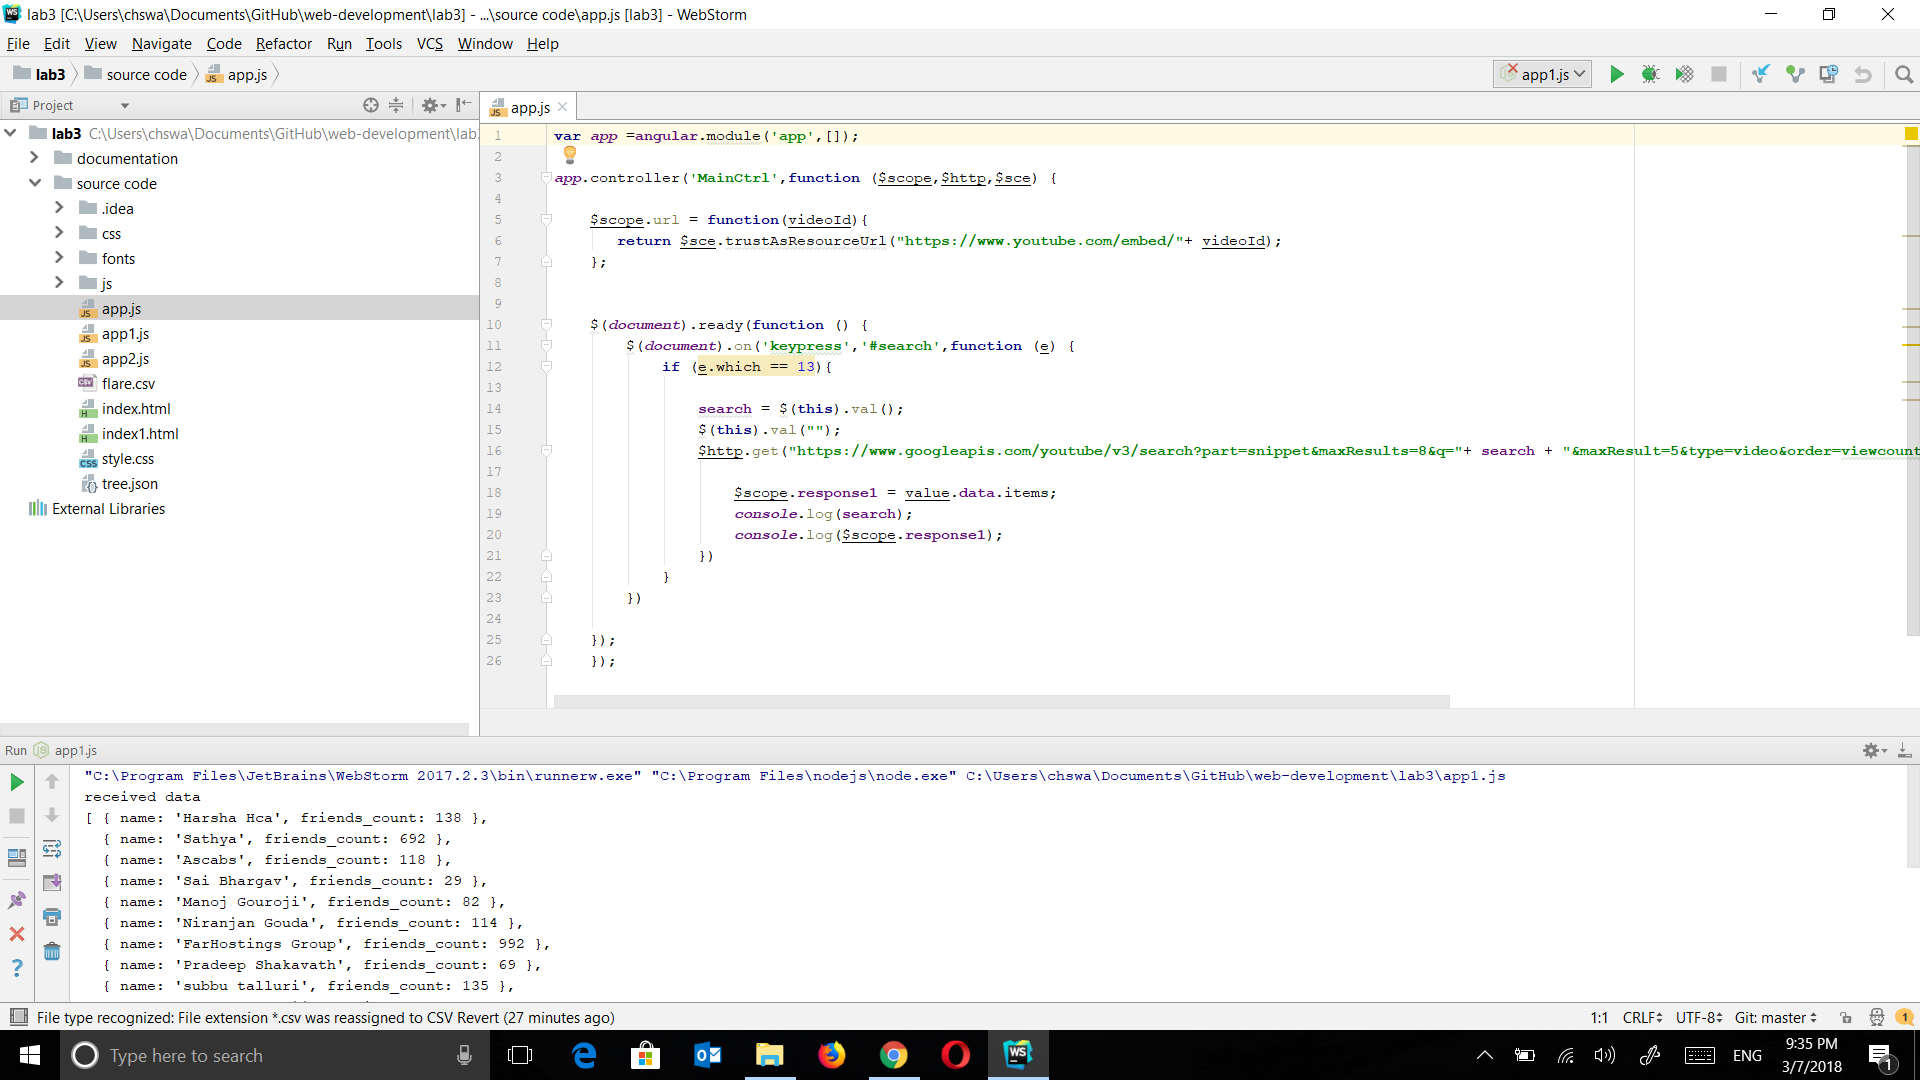 lab3 [C:\Users\chswa\Documents\GitHub\web-development\lab3] - ...\source code\app.js [lab3] - WebStorm
File Edit View Navigate Code Refactor Run Tools VCS Window Help
lab3 source code app.js app1.js
Project
app.js
lab3 C:\Users\chswa\Documents\GitHub\web-development\lab
documentation
source code
.idea
css
fonts
js
app.js
app1.js
app2.js
flare.csv
index.html
index1.html
style.css
tree.json
External Libraries
1 var app =angular.module('app',[]);
2
3 app.controller('MainCtrl',function ($scope,$http,$sce) {
4
5 $scope.url = function(videoId){
6 return $sce.trustAsResourceUrl("https://www.youtube.com/embed/"+ videoId);
7 };
8
9
10 $(document).ready(function () {
11 $(document).on('keypress','#search',function (e) {
12 if (e.which == 13){
13
14 search = $(this).val();
15 $(this).val("");
16 $http.get("https://www.googleapis.com/youtube/v3/search?part=snippet&maxResults=8&q="+ search + "&maxResult=5&type=video&order=viewcount
17
18 $scope.response1 = value.data.items;
19 console.log(search);
20 console.log($scope.response1);
21 })
22 }
23 })
24
25 });
26 });
Run app1.js
"C:\Program Files\JetBrains\WebStorm 2017.2.3\bin\runnerw.exe" "C:\Program Files\nodejs\node.exe" C:\Users\chswa\Documents\GitHub\web-development\lab3\app1.js
received data
[ { name: 'Harsha Hca', friends_count: 138 },
{ name: 'Sathya', friends_count: 692 },
{ name: 'Ascabs', friends_count: 118 },
{ name: 'Sai Bhargav', friends_count: 29 },
{ name: 'Manoj Gouroji', friends_count: 82 },
{ name: 'Niranjan Gouda', friends_count: 114 },
{ name: 'FarHostings Group', friends_count: 992 },
{ name: 'Pradeep Shakavath', friends_count: 69 },
{ name: 'subbu talluri', friends_count: 135 },
File type recognized: File extension *.csv was reassigned to CSV Revert (27 minutes ago)
1:1 CRLF UTF-8 Git: master 1
Type here to search
ENG
9:35 PM
3/7/2018
1